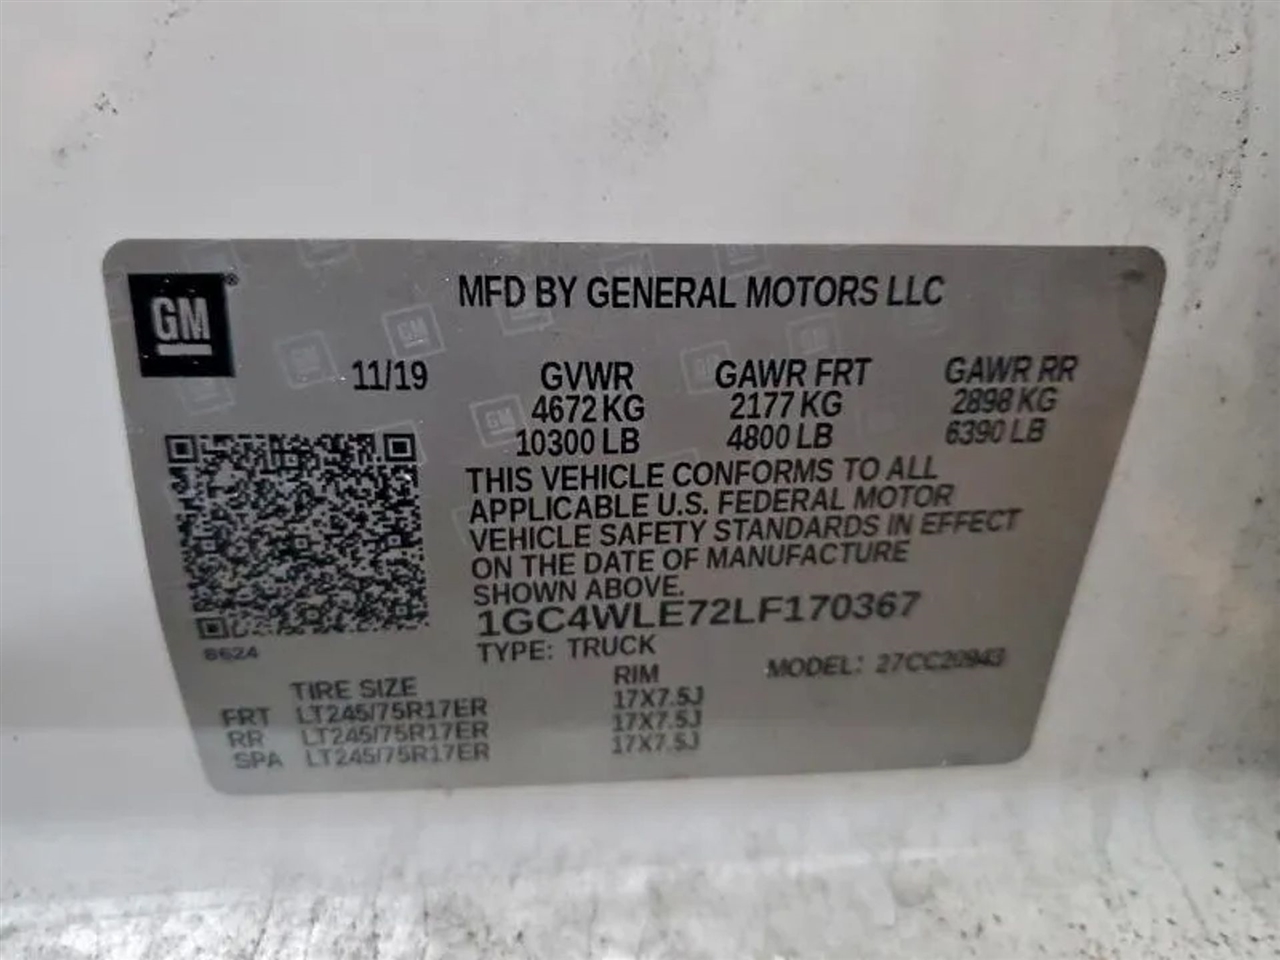 GM
MFD BY GENERAL MOTORS LLC
11/19 GVWR GAWR FRT GAWR RR
4672 KG 2177 KG 2898 KG
10300 LB 4800 LB 6390 LB
THIS VEHICLE CONFORMS TO ALL
APPLICABLE U.S. FEDERAL MOTOR
VEHICLE SAFETY STANDARDS IN EFFECT
ON THE DATE OF MANUFACTURE
SHOWN ABOVE.
1GC4WLE72LF170367
8624 TYPE: TRUCK MODEL: 27CC20943
TIRE SIZE RIM
FRT LT245/75R17ER 17X7.5J
RR LT245/75R17ER 17X7.5J
SPA LT245/75R17ER 17X7.5J